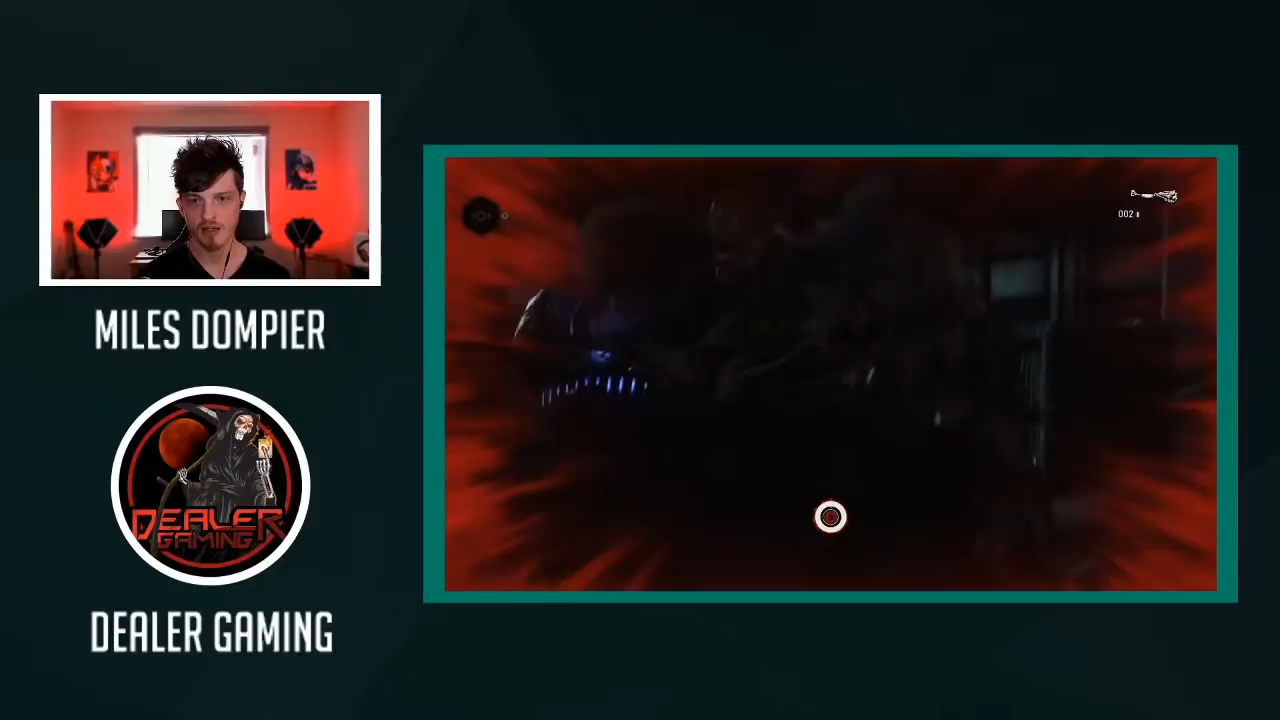 MILES DOMPIER
DEALER
GAMING
DEALER GAMING
002